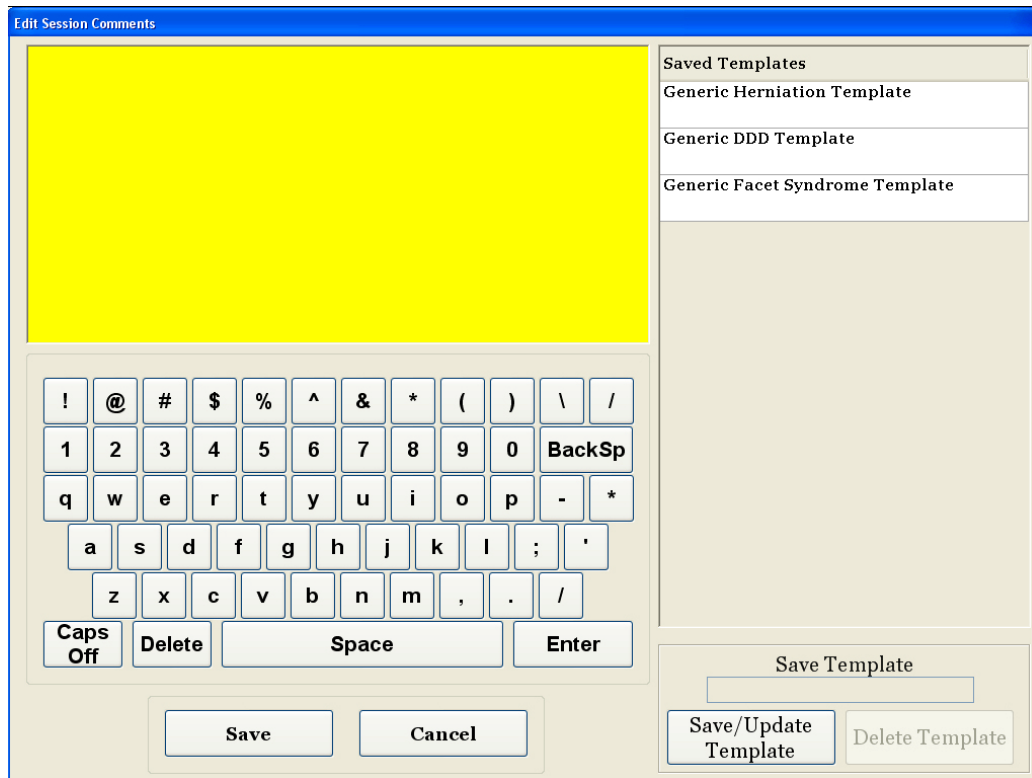 Edit Session Comments
Saved Templates
Generic Herniation Template
Generic DDD Template
Generic Facet Syndrome Template
! @ # $ % ^ & * ( ) \ /
1 2 3 4 5 6 7 8 9 0 BackSp
q w e r t y u i o p - *
a s d f g h j k l ; '
z x c v b n m , . /
Caps
Off
Delete Space Enter
Save Cancel
Save Template
Save/Update
Template
Delete Template